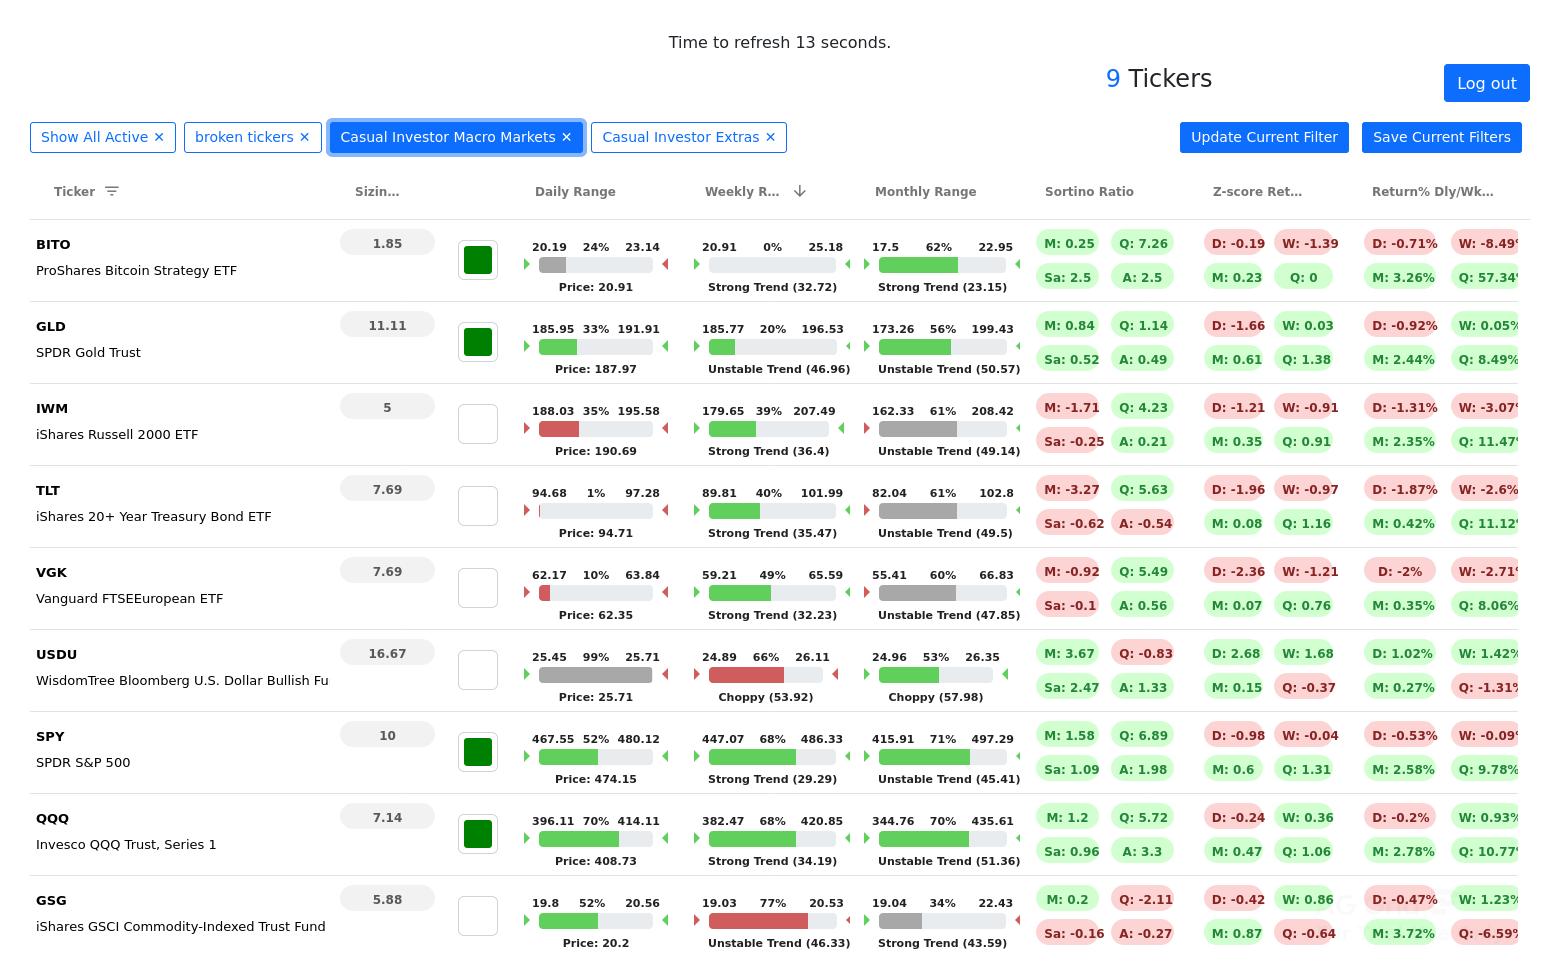 Time to refresh 13 seconds.
9 Tickers
Log out
Show All Active ✕ broken tickers ✕ Casual Investor Macro Markets ✕ Casual Investor Extras ✕ Update Current Filter Save Current Filters
Ticker Sizin… Daily Range Weekly R… Monthly Range Sortino Ratio Z-score Ret… Return% Dly/Wk…
BITO 1.85 20.19 24% 23.14 20.91 0% 25.18 17.5 62% 22.95 M: 0.25 Q: 7.26 D: -0.19 W: -1.39 D: -0.71% W: -8.49%
ProShares Bitcoin Strategy ETF Price: 20.91 Strong Trend (32.72) Strong Trend (23.15) Sa: 2.5 A: 2.5 M: 0.23 Q: 0 M: 3.26% Q: 57.34%
GLD 11.11 185.95 33% 191.91 185.77 20% 196.53 173.26 56% 199.43 M: 0.84 Q: 1.14 D: -1.66 W: 0.03 D: -0.92% W: 0.05%
SPDR Gold Trust Price: 187.97 Unstable Trend (46.96) Unstable Trend (50.57) Sa: 0.52 A: 0.49 M: 0.61 Q: 1.38 M: 2.44% Q: 8.49%
IWM 5 188.03 35% 195.58 179.65 39% 207.49 162.33 61% 208.42 M: -1.71 Q: 4.23 D: -1.21 W: -0.91 D: -1.31% W: -3.07%
iShares Russell 2000 ETF Price: 190.69 Strong Trend (36.4) Unstable Trend (49.14) Sa: -0.25 A: 0.21 M: 0.35 Q: 0.91 M: 2.35% Q: 11.47%
TLT 7.69 94.68 1% 97.28 89.81 40% 101.99 82.04 61% 102.8 M: -3.27 Q: 5.63 D: -1.96 W: -0.97 D: -1.87% W: -2.6%
iShares 20+ Year Treasury Bond ETF Price: 94.71 Strong Trend (35.47) Unstable Trend (49.5) Sa: -0.62 A: -0.54 M: 0.08 Q: 1.16 M: 0.42% Q: 11.12%
VGK 7.69 62.17 10% 63.84 59.21 49% 65.59 55.41 60% 66.83 M: -0.92 Q: 5.49 D: -2.36 W: -1.21 D: -2% W: -2.71%
Vanguard FTSEEuropean ETF Price: 62.35 Strong Trend (32.23) Unstable Trend (47.85) Sa: -0.1 A: 0.56 M: 0.07 Q: 0.76 M: 0.35% Q: 8.06%
USDU 16.67 25.45 99% 25.71 24.89 66% 26.11 24.96 53% 26.35 M: 3.67 Q: -0.83 D: 2.68 W: 1.68 D: 1.02% W: 1.42%
WisdomTree Bloomberg U.S. Dollar Bullish Fu Price: 25.71 Choppy (53.92) Choppy (57.98) Sa: 2.47 A: 1.33 M: 0.15 Q: -0.37 M: 0.27% Q: -1.31%
SPY 10 467.55 52% 480.12 447.07 68% 486.33 415.91 71% 497.29 M: 1.58 Q: 6.89 D: -0.98 W: -0.04 D: -0.53% W: -0.09%
SPDR S&P 500 Price: 474.15 Strong Trend (29.29) Unstable Trend (45.41) Sa: 1.09 A: 1.98 M: 0.6 Q: 1.31 M: 2.58% Q: 9.78%
QQQ 7.14 396.11 70% 414.11 382.47 68% 420.85 344.76 70% 435.61 M: 1.2 Q: 5.72 D: -0.24 W: 0.36 D: -0.2% W: 0.93%
Invesco QQQ Trust, Series 1 Price: 408.73 Strong Trend (34.19) Unstable Trend (51.36) Sa: 0.96 A: 3.3 M: 0.47 Q: 1.06 M: 2.78% Q: 10.77%
GSG 5.88 19.8 52% 20.56 19.03 77% 20.53 19.04 34% 22.43 M: 0.2 Q: -2.11 D: -0.42 W: 0.86 D: -0.47% W: 1.23%
iShares GSCI Commodity-Indexed Trust Fund Price: 20.2 Unstable Trend (46.33) Strong Trend (43.59) Sa: -0.16 A: -0.27 M: 0.87 Q: -0.64 M: 3.72% Q: -6.59%